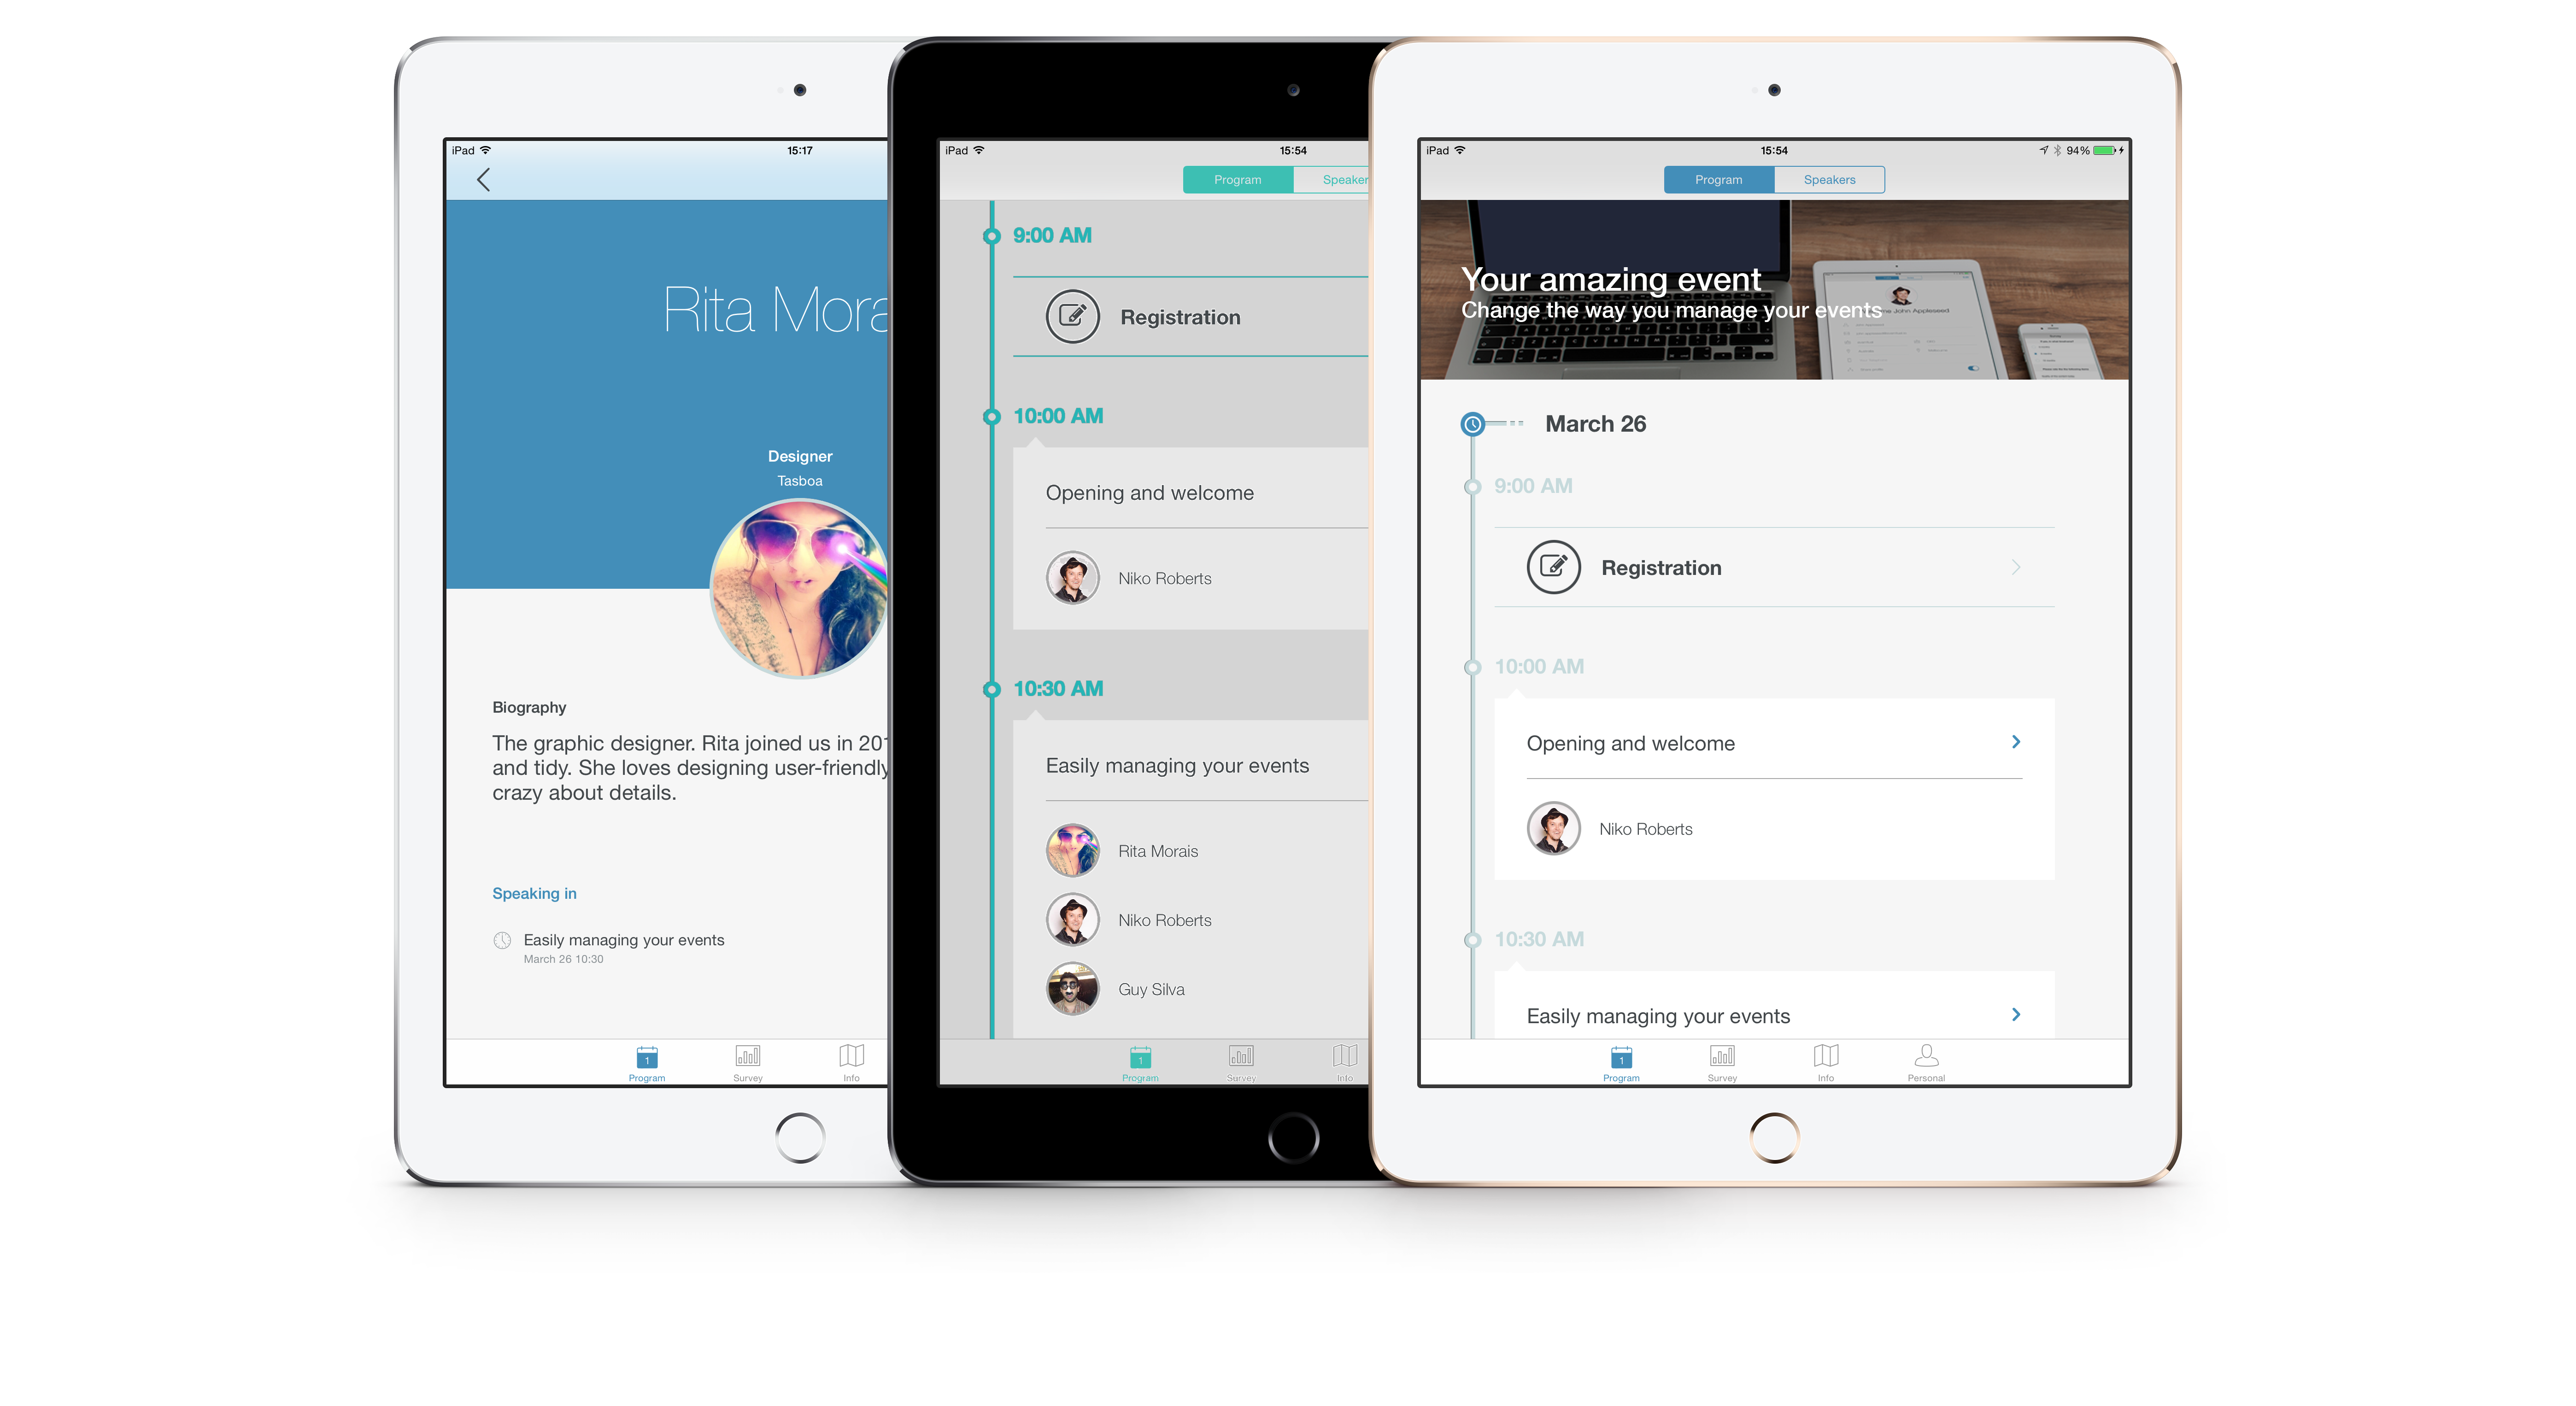 iPad
15:17
Rita Mora
Designer
Tasboa
Biography
The graphic designer. Rita joined us in 201
and tidy. She loves designing user-friendly
crazy about details.
Speaking in
Easily managing your events
March 26 10:30
1
Program
Survey
Info
iPad
15:54
Program
Speaker
9:00 AM
Registration
10:00 AM
Opening and welcome
Niko Roberts
10:30 AM
Easily managing your events
Rita Morais
Niko Roberts
Guy Silva
1
Program
Survey
Info
iPad
15:54
94%
Program
Speakers
Your amazing event
Change the way you manage your events
John Appleseed
March 26
9:00 AM
Registration
10:00 AM
Opening and welcome
Niko Roberts
10:30 AM
Easily managing your events
1
Program
Survey
Info
Personal